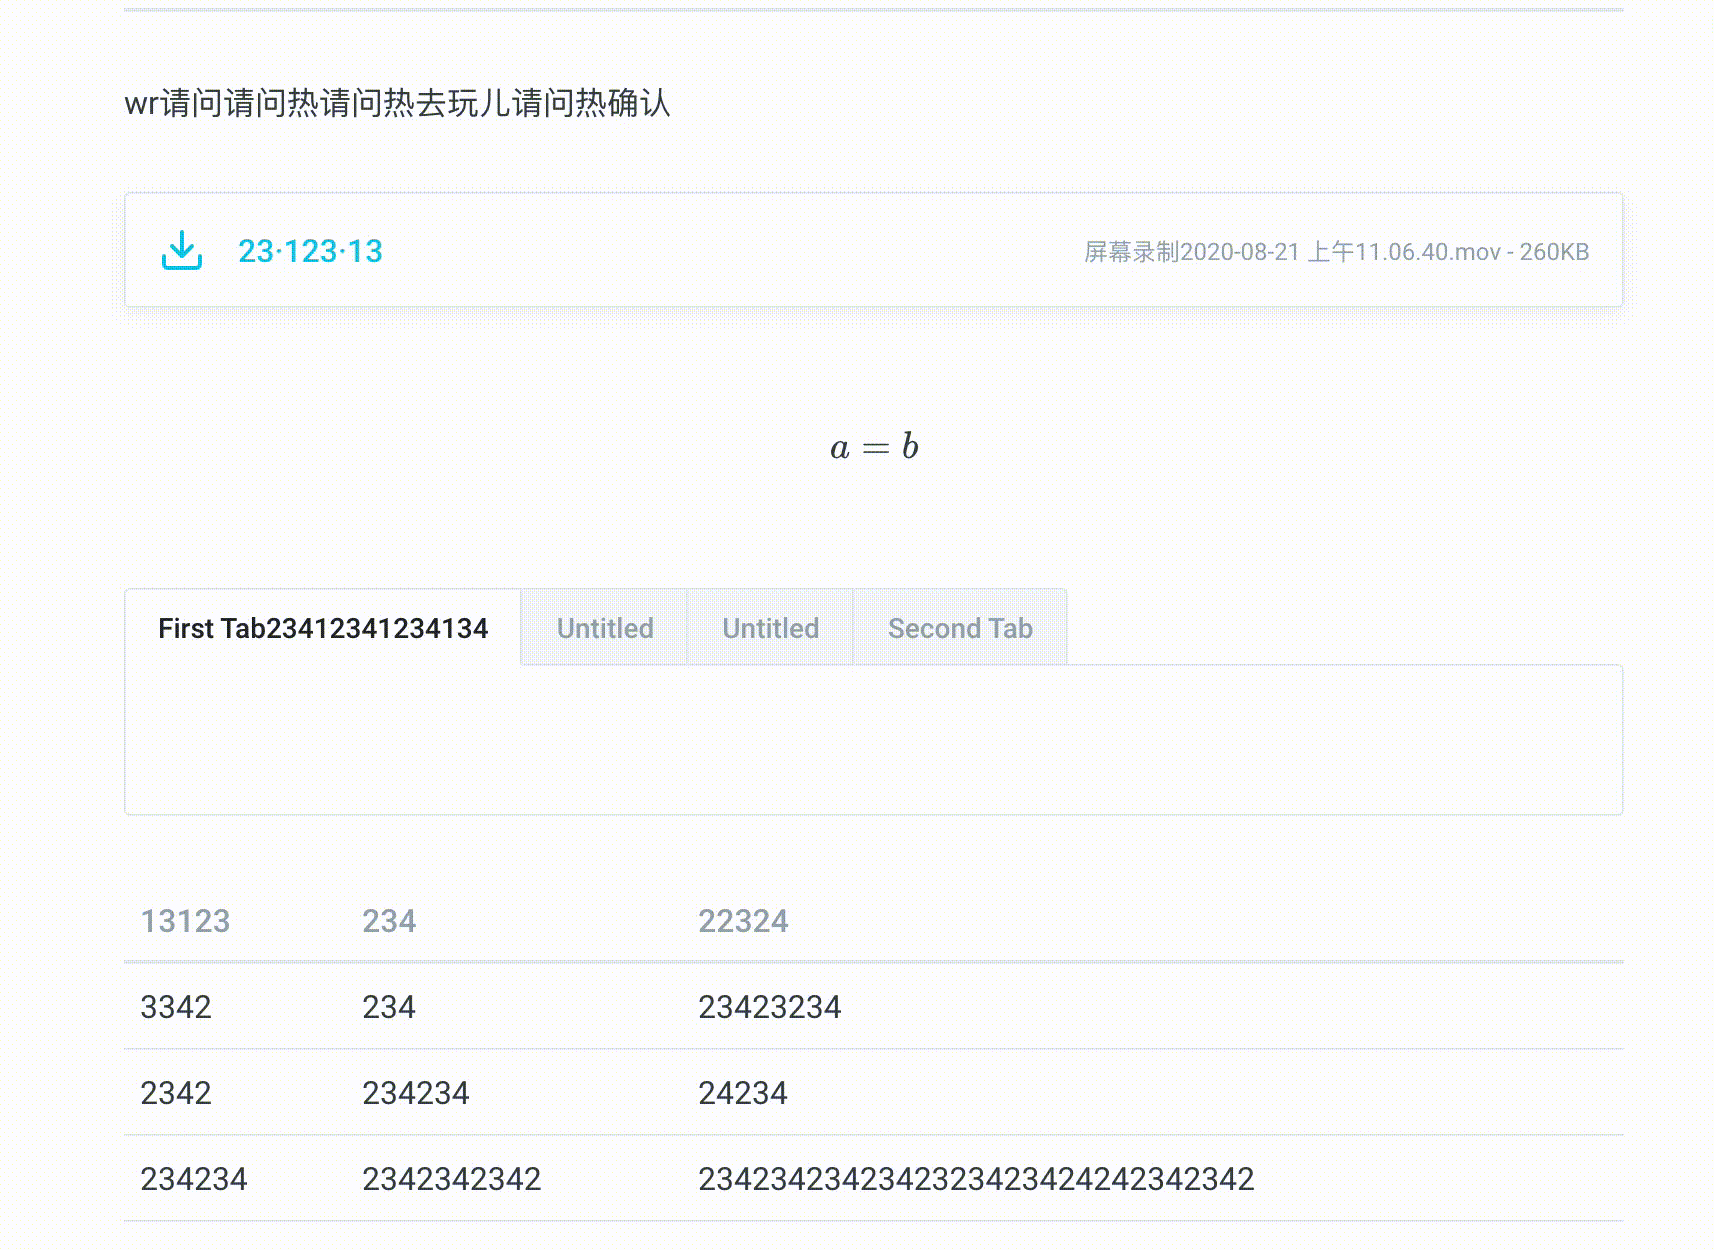 wr请问请问热请问热去玩儿请问热确认
23·123·13 屏幕录制2020-08-21 上午11.06.40.mov - 260KB
a = b
First Tab23412341234134 Untitled Untitled Second Tab
13123 234 22324
3342 234 23423234
2342 234234 24234
234234 2342342342 2342342342342323423424242342342